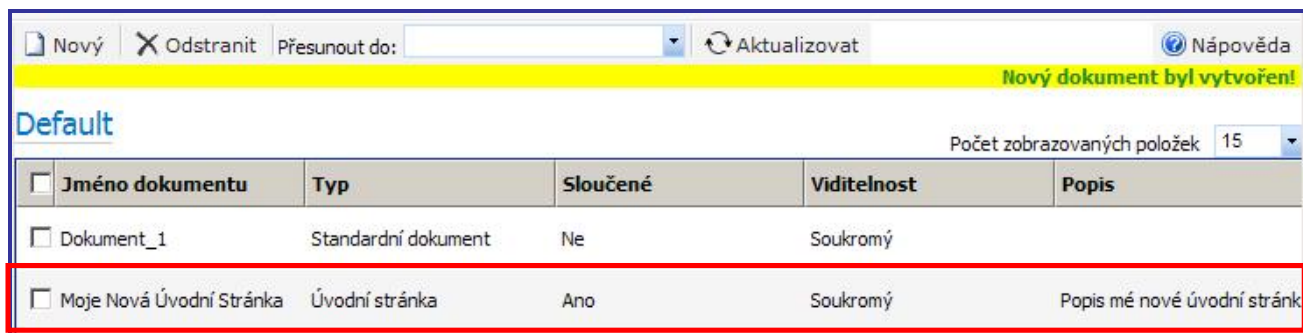 Nový Odstranit Přesunout do: Aktualizovat Nápověda
Nový dokument byl vytvořen!
Default
Počet zobrazovaných položek 15
Jméno dokumentu Typ Sloučené Viditelnost Popis
Dokument_1 Standardní dokument Ne Soukromý
Moje Nová Úvodní Stránka Úvodní stránka Ano Soukromý Popis mé nové úvodní stránk